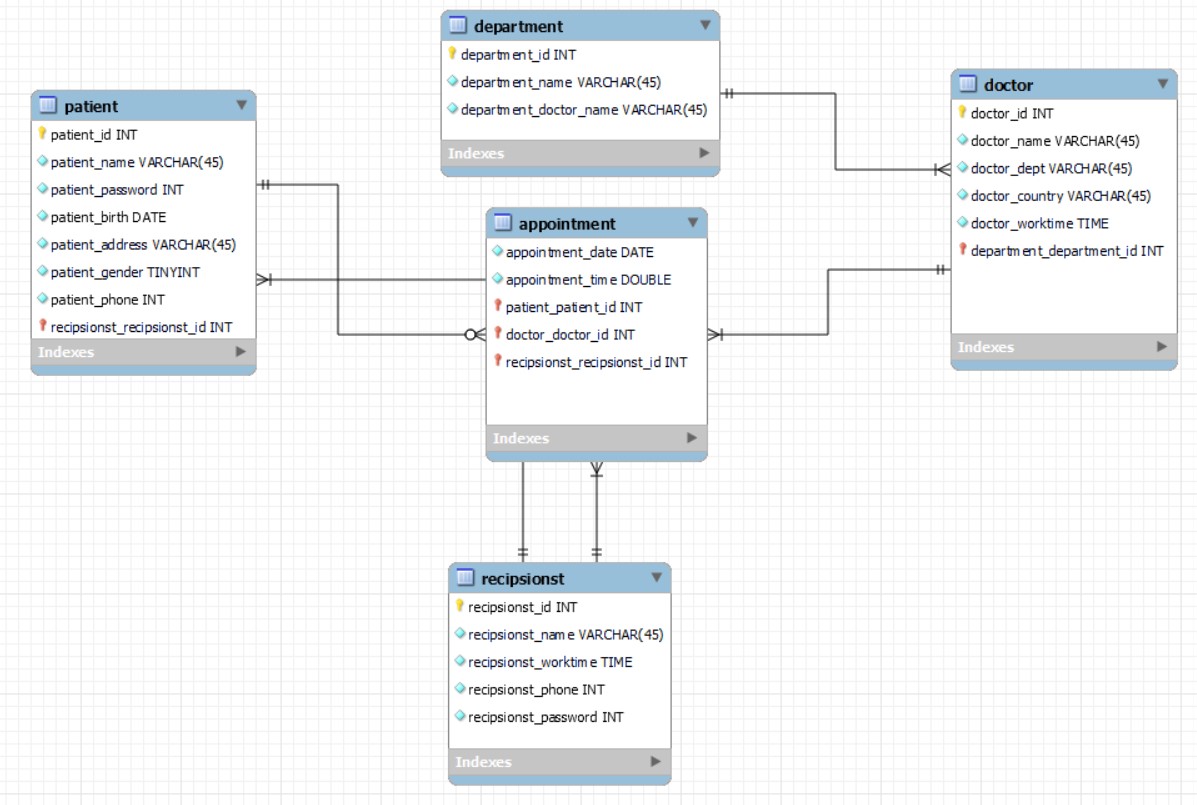 department
department_id INT
department_name VARCHAR(45)
department_doctor_name VARCHAR(45)
Indexes
patient
patient_id INT
patient_name VARCHAR(45)
patient_password INT
patient_birth DATE
patient_address VARCHAR(45)
patient_gender TINYINT
patient_phone INT
recipsionst_recipsionst_id INT
Indexes
doctor
doctor_id INT
doctor_name VARCHAR(45)
doctor_dept VARCHAR(45)
doctor_country VARCHAR(45)
doctor_worktime TIME
department_department_id INT
Indexes
appointment
appointment_date DATE
appointment_time DOUBLE
patient_patient_id INT
doctor_doctor_id INT
recipsionst_recipsionst_id INT
Indexes
recipsionst
recipsionst_id INT
recipsionst_name VARCHAR(45)
recipsionst_worktime TIME
recipsionst_phone INT
recipsionst_password INT
Indexes